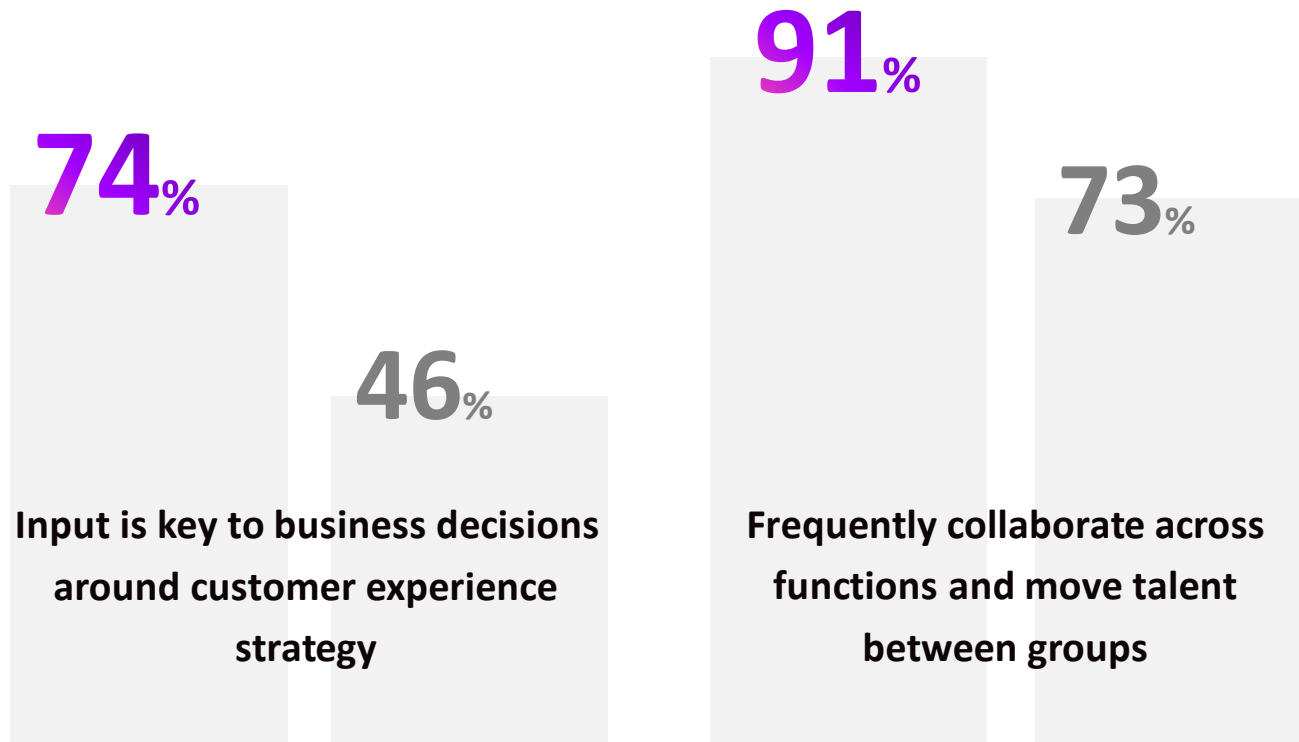 74%
46%
Input is key to business decisions
around customer experience
strategy
91%
73%
Frequently collaborate across
functions and move talent
between groups